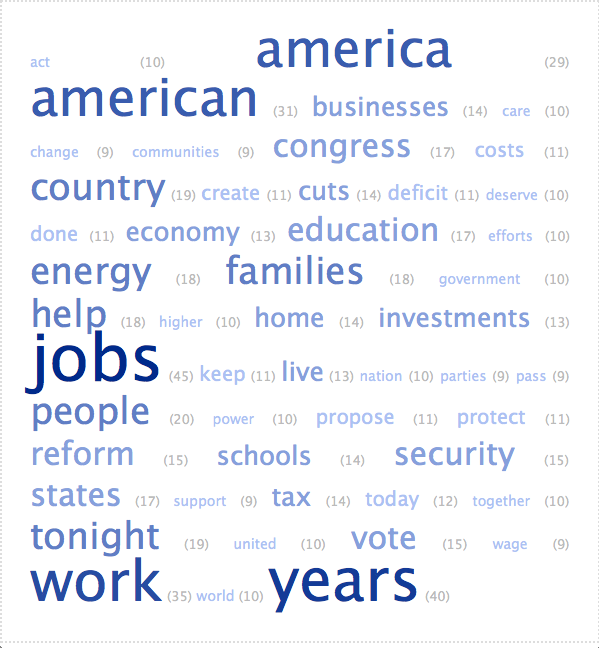 act (10) america (29)
american (31) businesses (14) care (10)
change (9) communities (9) congress (17) costs (11)
country (19) create (11) cuts (14) deficit (11) deserve (10)
done (11) economy (13) education (17) efforts (10)
energy (18) families (18) government (10)
help (18) higher (10) home (14) investments (13)
jobs (45) keep (11) live (13) nation (10) parties (9) pass (9)
people (20) power (10) propose (11) protect (11)
reform (15) schools (14) security (15)
states (17) support (9) tax (14) today (12) together (10)
tonight (19) united (10) vote (15) wage (9)
work (35) world (10) years (40)